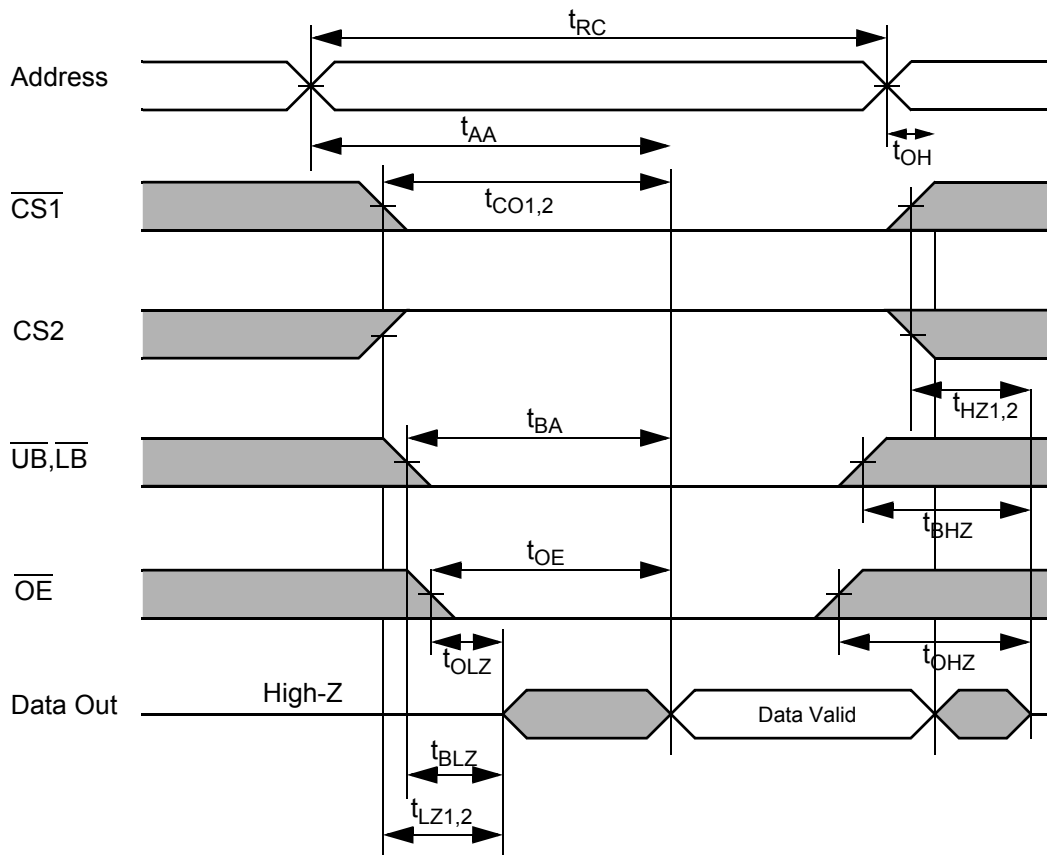 tRC
Address
tAA
tOH
CS1
tCO1,2
CS2
tHZ1,2
tBA
UB,LB
tBHZ
tOE
OE
tOLZ
tOHZ
High-Z
Data Out
Data Valid
tBLZ
tLZ1,2